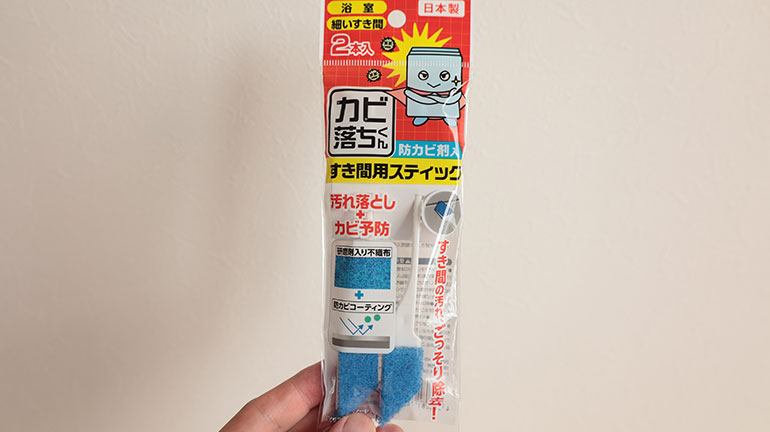 浴室
日本製
細いすき間
2本入
カビ
落ちくん
防カビ剤入
すき間用スティック
汚れ落とし
+
カビ予防
研磨剤入り不織布
+
防カビコーティング
すき間の汚れ、ごっそり除去!